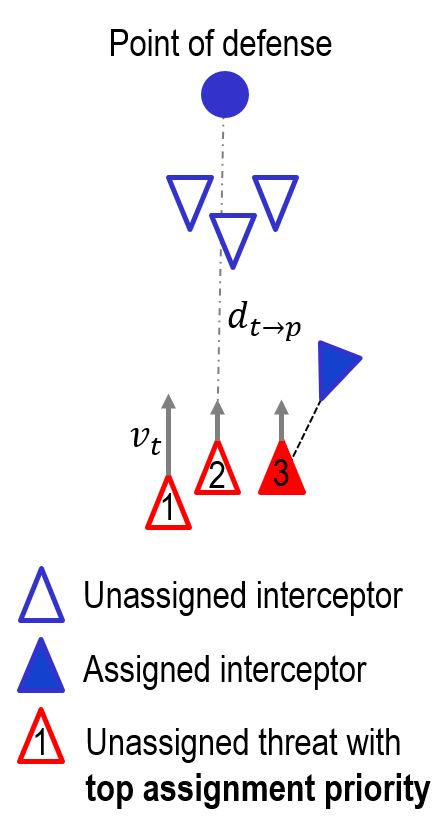 Point of defense
d_{t→p}
v_t
1
2
3
Unassigned interceptor
Assigned interceptor
1
Unassigned threat with
top assignment priority